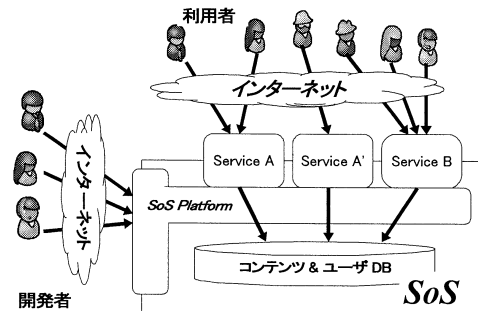 利用者
インターネット
Service A
Service A'
Service B
インターネット
SoS Platform
コンテンツ & ユーザ DB
開発者
SoS